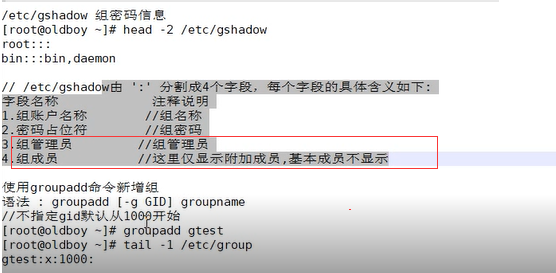 /etc/gshadow 组密码信息
[root@oldboy ~]# head -2 /etc/gshadow
root:::
bin:::bin,daemon
// /etc/gshadow由 ':' 分割成4个字段, 每个字段的具体含义如下:
字段名称 注释说明
1.组账户名称 //组名称
2.密码占位符 //组密码
3.组管理员 //组管理员
4.组成员 //这里仅显示附加成员,基本成员不显示
使用groupadd命令新增组
语法 : groupadd [-g GID] groupname
//不指定gid默认从1000开始
[root@oldboy ~]# groupadd gtest
[root@oldboy ~]# tail -1 /etc/group
gtest:x:1000: